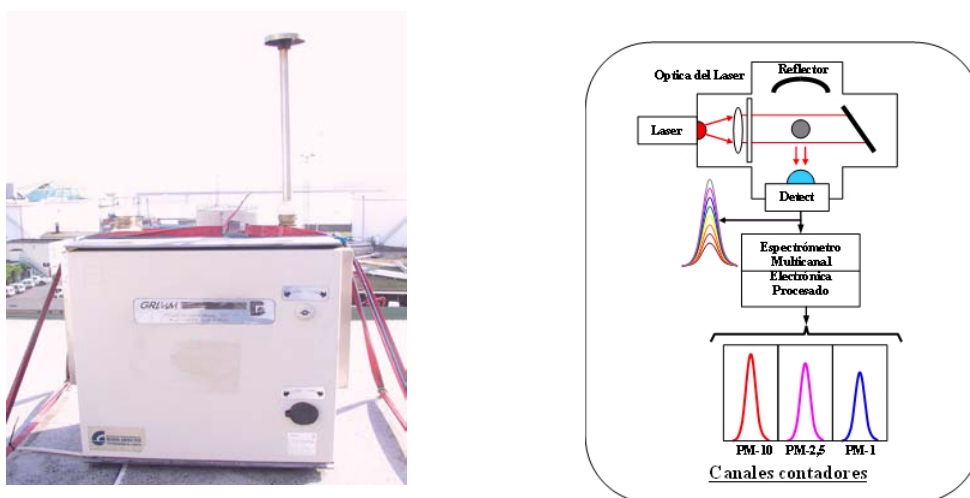 GRIMM
Optica del Laser
Reflector
Laser
Detect
Espectrómetro
Multicanal
Electrónica
Procesado
PM-10 PM-2,5 PM-1
Canales contadores